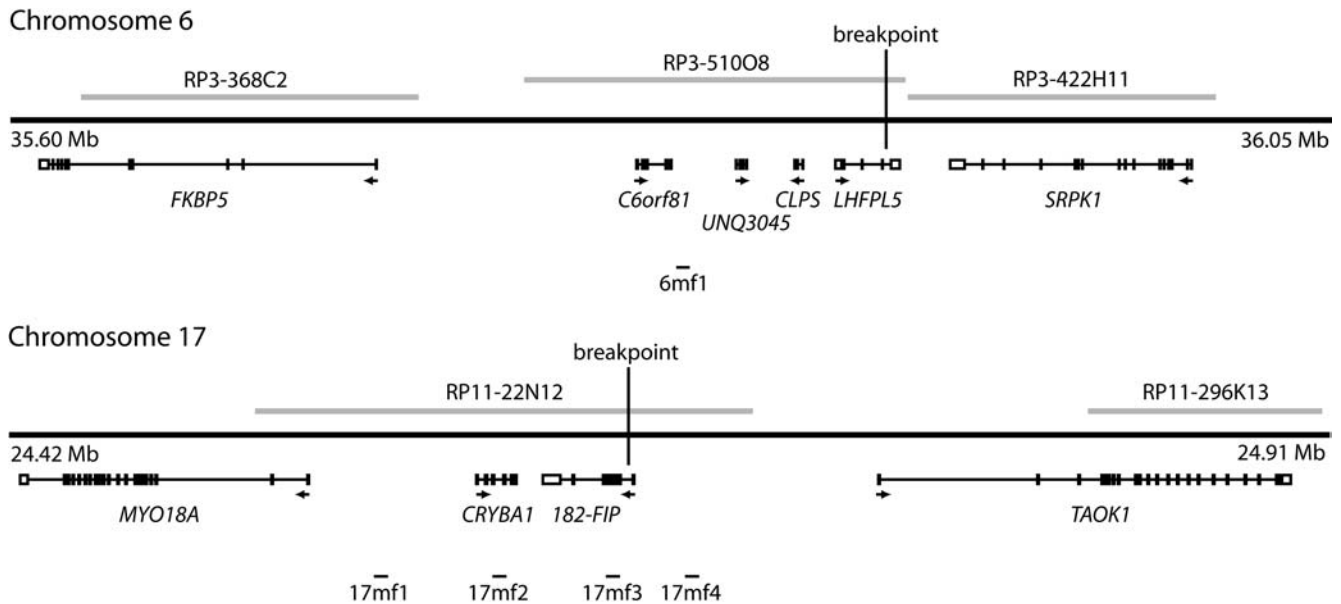 Chromosome 6
breakpoint
RP3-368C2
RP3-510O8
RP3-422H11
35.60 Mb
36.05 Mb
FKBP5
C6orf81
UNQ3045
CLPS
LHFPL5
SRPK1
6mf1
Chromosome 17
breakpoint
RP11-22N12
RP11-296K13
24.42 Mb
24.91 Mb
MYO18A
CRYBA1
182-FIP
TAOK1
17mf1
17mf2
17mf3
17mf4